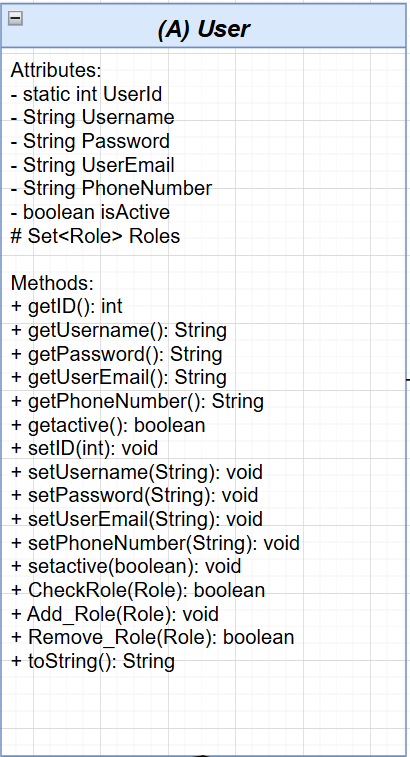 (A) User
Attributes:
- static int UserId
- String Username
- String Password
- String UserEmail
- String PhoneNumber
- boolean isActive
# Set<Role> Roles
Methods:
+ getID(): int
+ getUsername(): String
+ getPassword(): String
+ getUserEmail(): String
+ getPhoneNumber(): String
+ getactive(): boolean
+ setID(int): void
+ setUsername(String): void
+ setPassword(String): void
+ setUserEmail(String): void
+ setPhoneNumber(String): void
+ setactive(boolean): void
+ CheckRole(Role): boolean
+ Add_Role(Role): void
+ Remove_Role(Role): boolean
+ toString(): String